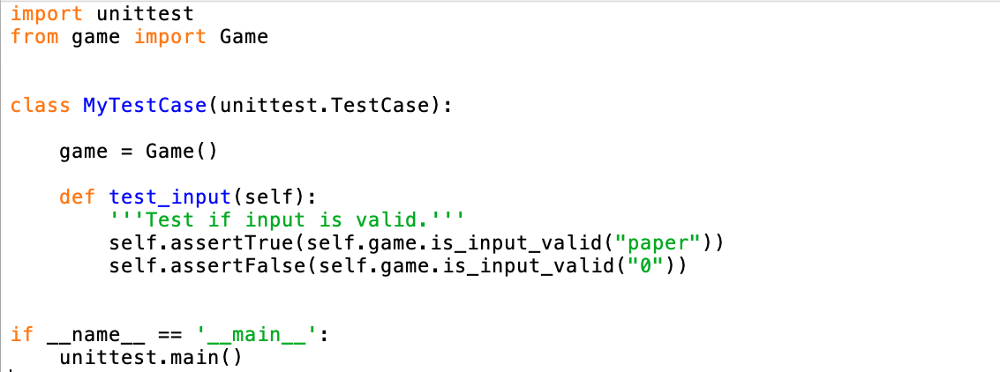 import unittest
from game import Game
class MyTestCase(unittest.TestCase):
    game = Game()
    def test_input(self):
        '''Test if input is valid.'''
        self.assertTrue(self.game.is_input_valid("paper"))
        self.assertFalse(self.game.is_input_valid("0"))
if __name__ == '__main__':
    unittest.main()